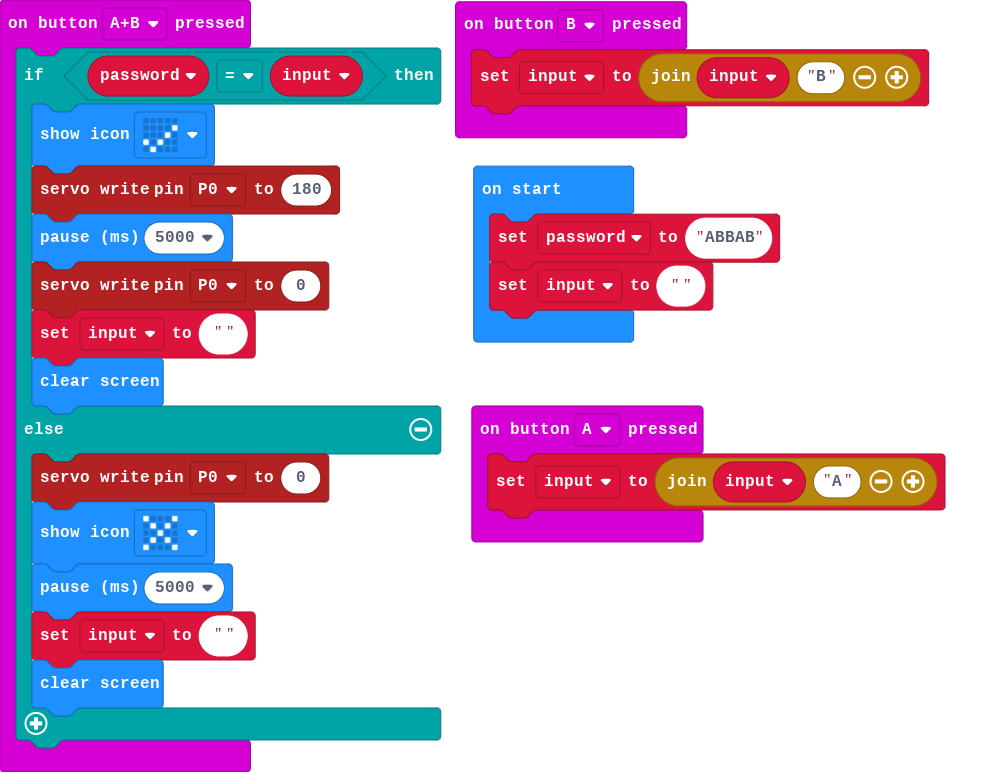 on button A+B pressed
if password = input then
show icon
servo write pin P0 to 180
pause (ms) 5000
servo write pin P0 to 0
set input to " "
clear screen
else
servo write pin P0 to 0
show icon
pause (ms) 5000
set input to " "
clear screen
on button B pressed
set input to join input "B"
on start
set password to "ABBAB"
set input to " "
on button A pressed
set input to join input "A"